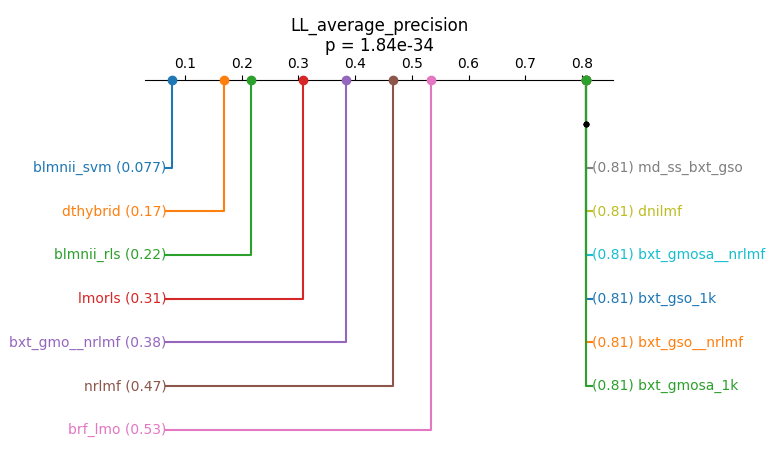 LL_average_precision
p = 1.84e-34
0.1 0.2 0.3 0.4 0.5 0.6 0.7 0.8
blmnii_svm (0.077)
(0.81) md_ss_bxt_gso
dthybrid (0.17)
(0.81) dnilmf
blmnii_rls (0.22)
(0.81) bxt_gmosa__nrlmf
lmorls (0.31)
(0.81) bxt_gso_1k
bxt_gmo__nrlmf (0.38)
(0.81) bxt_gso__nrlmf
nrlmf (0.47)
(0.81) bxt_gmosa_1k
brf_lmo (0.53)